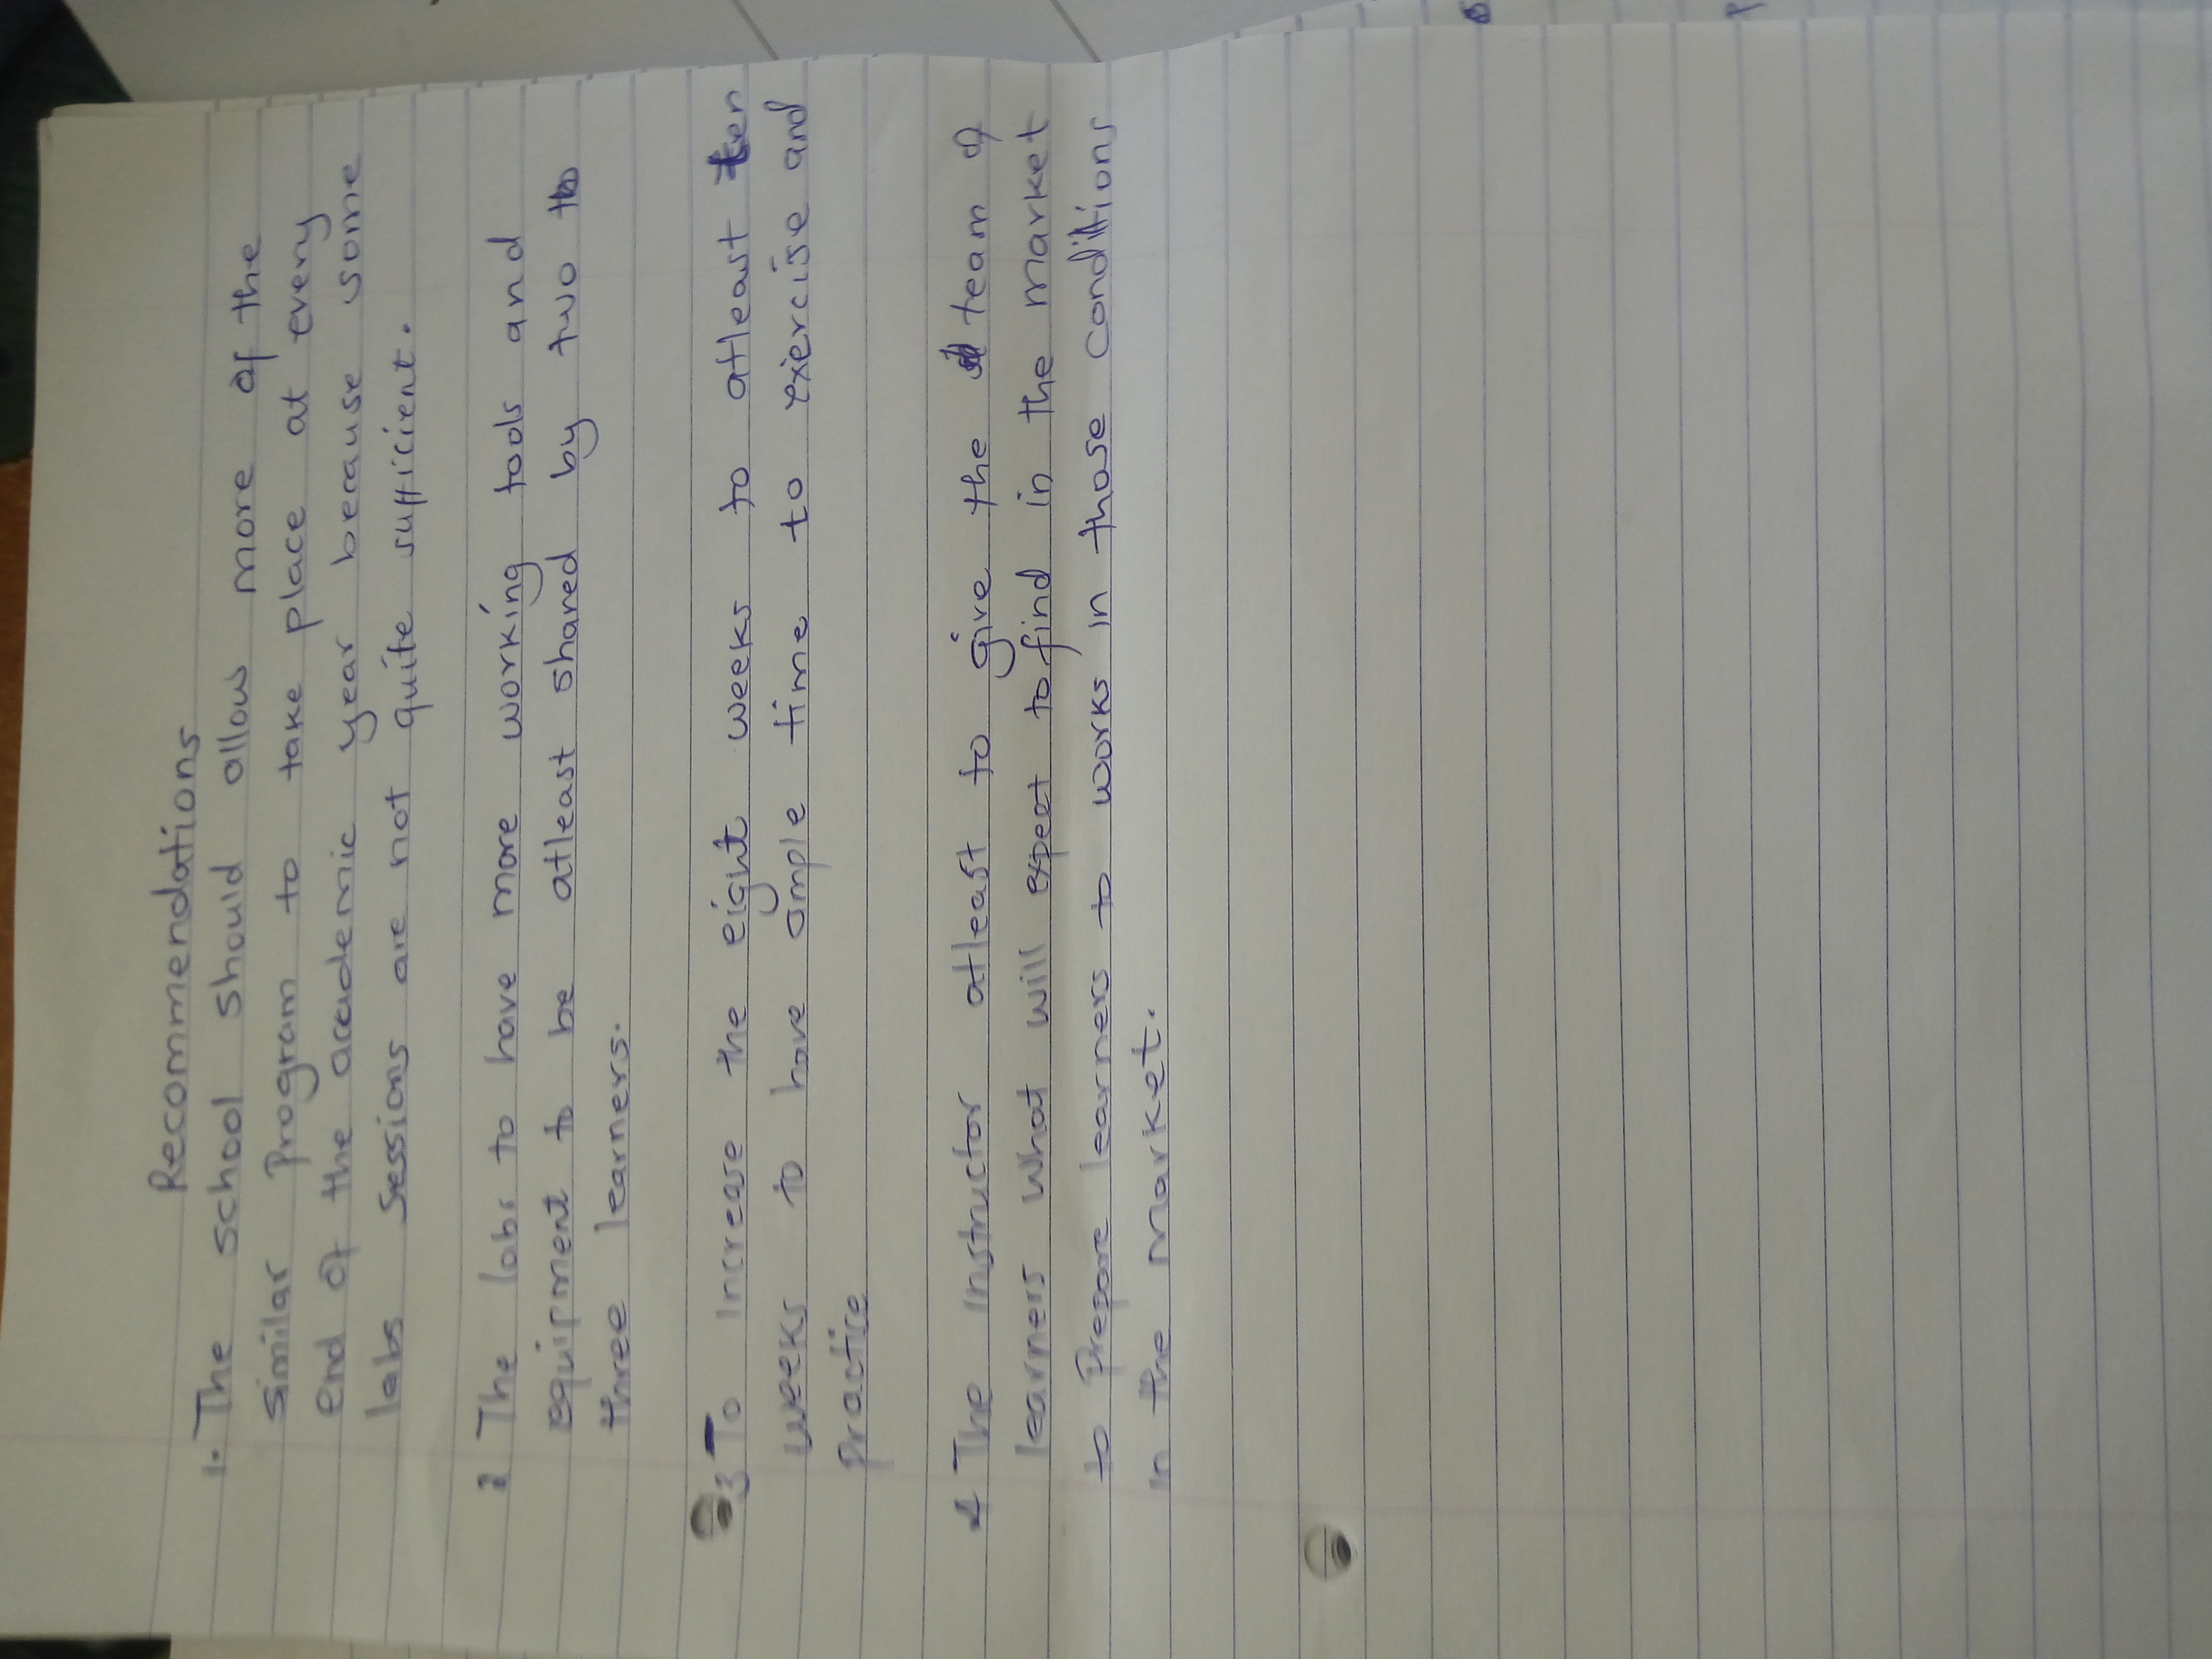 Recommendations
1. The school should allow more of the
similar Program to take place at every
end of the academic year because some
labs sessions are not quite sufficient.
2 The labs to have more working tools and
equipment to be atleast shared by two to
three learners.
3 To increase the eight weeks to atleast ten
weeks to have ample time to exercise and
practice
4 The instructor atleast to give the team of
learners what will expect to find in the market
to Prepare learners to works in those conditions
in the market.